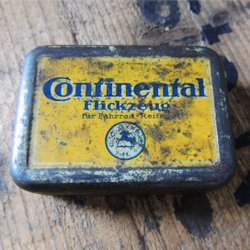 Continental
Flickzeug
für Fahrrad Reifen